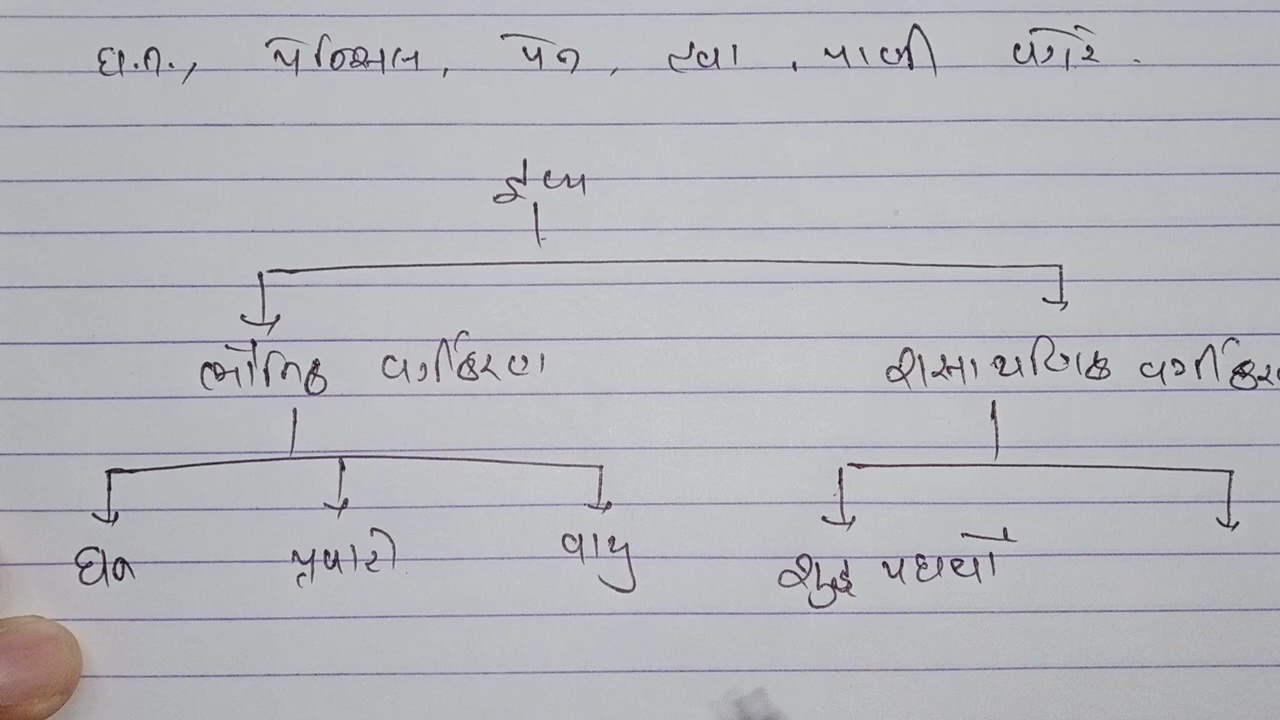 ધા.ત., પેન્સિલ, પેન, હવા, પાણી વગેરે.
દ્રવ્ય
ભૌતિક વર્ગીકરણ રાસાયણિક વર્ગીકરણ
ઘન પ્રવાહી વાયુ શુદ્ધ પદાર્થો